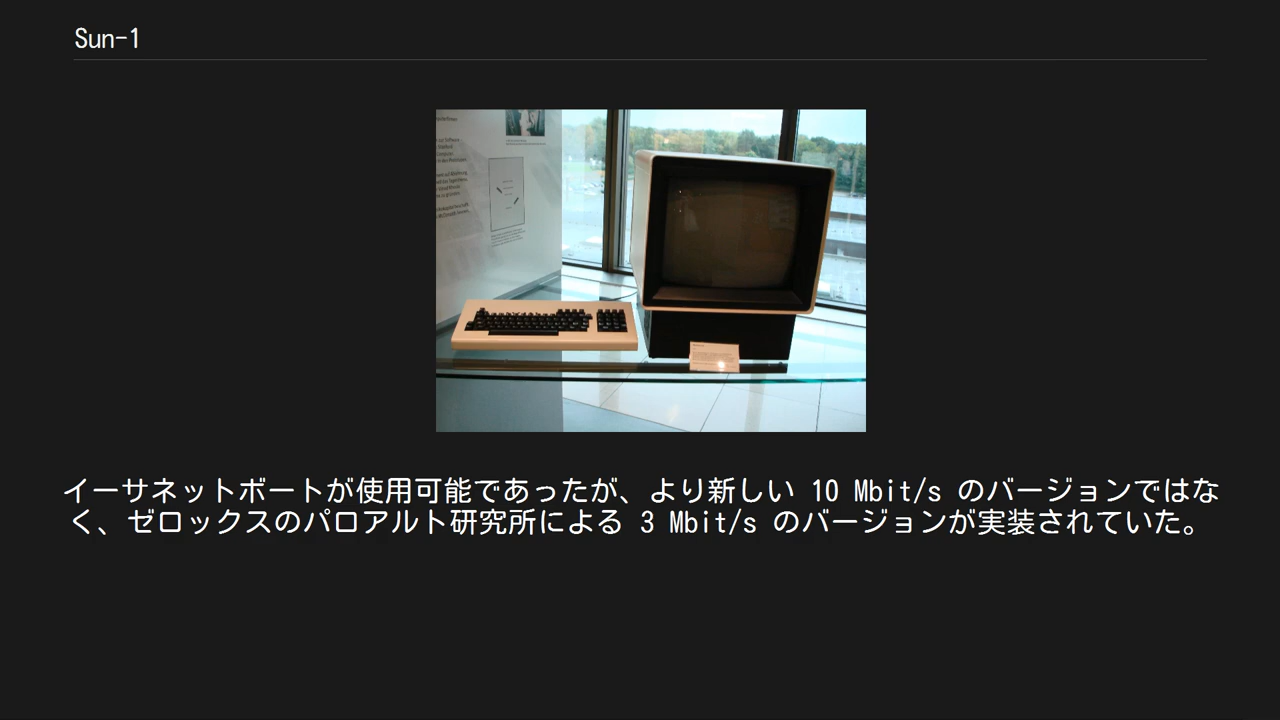 Sun-1
イーサネットボートが使用可能であったが、より新しい 10 Mbit/s のバージョンではな
く、ゼロックスのパロアルト研究所による 3 Mbit/s のバージョンが実装されていた。